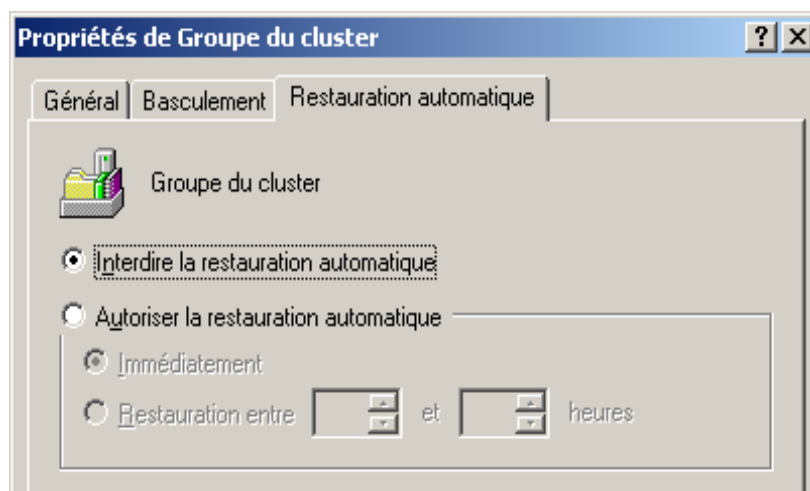 Propriétés de Groupe du cluster
Général Basculement Restauration automatique
Groupe du cluster
Interdire la restauration automatique
Autoriser la restauration automatique
Immédiatement
Restauration entre et heures